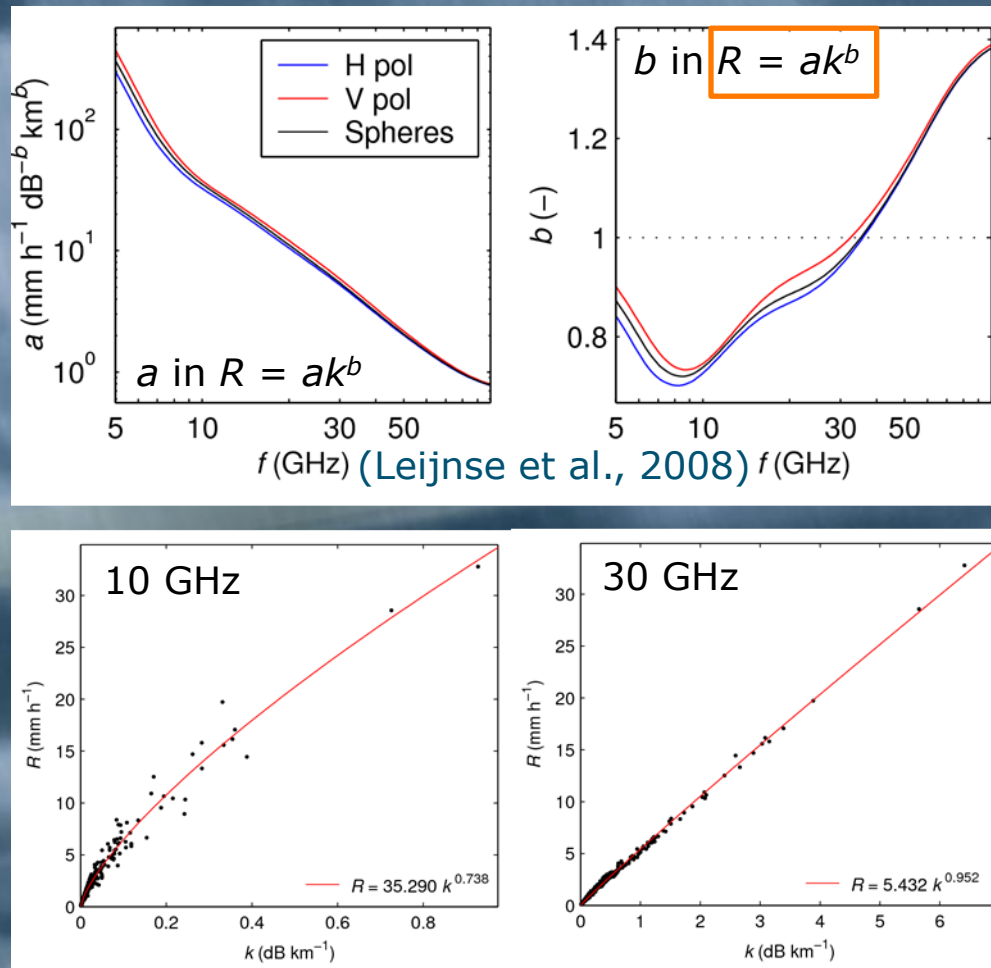 H pol
V pol
Spheres
a in R = akᵇ
a (mm h⁻¹ dB⁻ᵇ kmᵇ)
10²
10¹
10⁰
5 10 30 50
f (GHz)
b in R = akᵇ
b (−)
1.4
1.2
1
0.8
5 10 30 50
f (GHz)
(Leijnse et al., 2008)
10 GHz
R (mm h⁻¹)
30
25
20
15
10
5
0
0 0.2 0.4 0.6 0.8
k (dB km⁻¹)
R = 35.290 k⁰·⁷³⁸
30 GHz
R (mm h⁻¹)
30
25
20
15
10
5
0
0 1 2 3 4 5 6
k (dB km⁻¹)
R = 5.432 k⁰·⁹⁵²